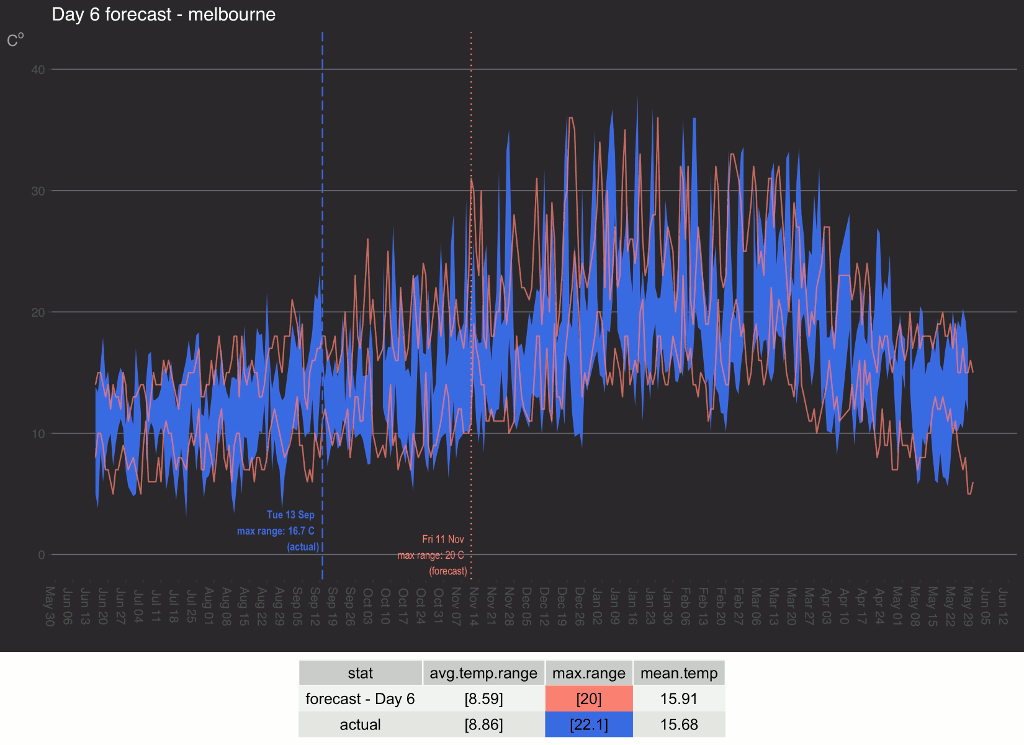 Day 6 forecast - melbourne
C°
40
30
20
10
0
Tue 13 Sep
max range: 16.7 C
(actual)
Fri 11 Nov
max range: 20 C
(forecast)
May 30
Jun 06
Jun 13
Jun 20
Jun 27
Jul 04
Jul 11
Jul 18
Jul 25
Aug 01
Aug 08
Aug 15
Aug 22
Aug 29
Sep 05
Sep 12
Sep 19
Sep 26
Oct 03
Oct 10
Oct 17
Oct 24
Oct 31
Nov 07
Nov 14
Nov 21
Nov 28
Dec 05
Dec 12
Dec 19
Dec 26
Jan 02
Jan 09
Jan 16
Jan 23
Jan 30
Feb 06
Feb 13
Feb 20
Feb 27
Mar 06
Mar 13
Mar 20
Mar 27
Apr 03
Apr 10
Apr 17
Apr 24
May 01
May 08
May 15
May 22
May 29
Jun 05
Jun 12
stat avg.temp.range max.range mean.temp
forecast - Day 6 [8.59] [20] 15.91
actual [8.86] [22.1] 15.68